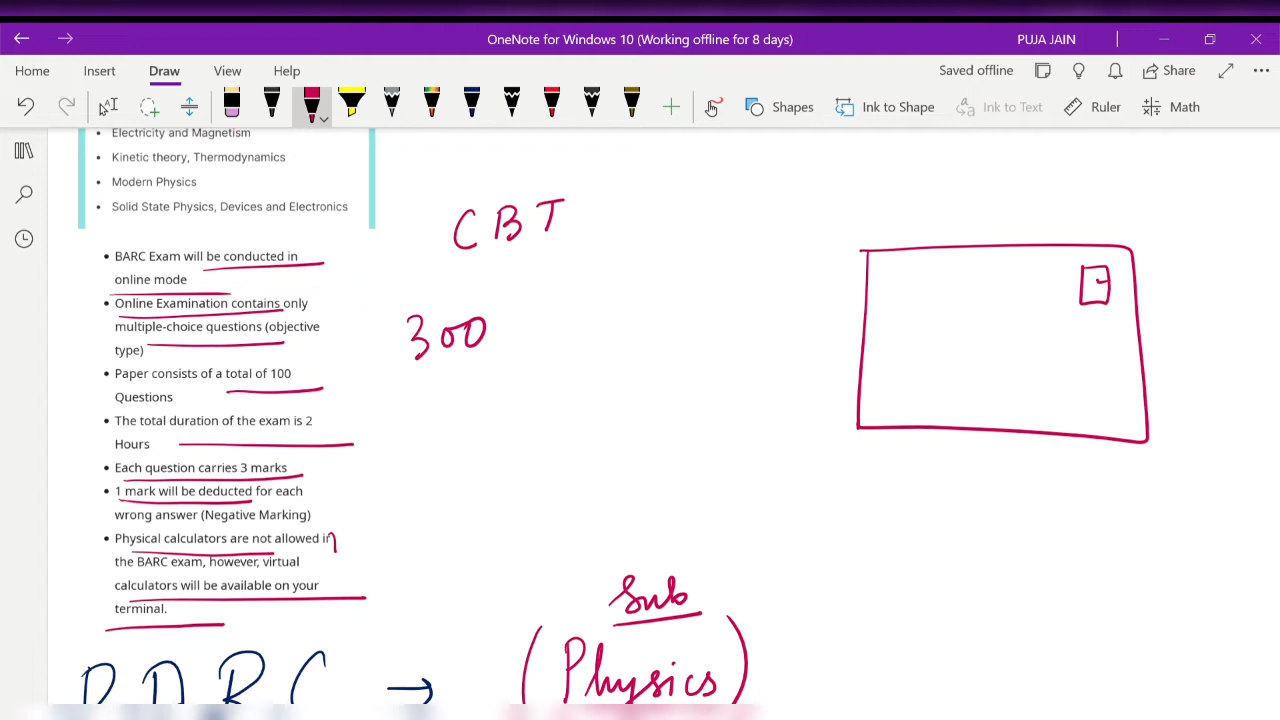 OneNote for Windows 10 (Working offline for 8 days)
PUJA JAIN
Home Insert Draw View Help
Saved offline
Share
Shapes Ink to Shape Ink to Text Ruler Math
• Electricity and Magnetism
• Kinetic theory, Thermodynamics
• Modern Physics
• Solid State Physics, Devices and Electronics
CBT
• BARC Exam will be conducted in
online mode
• Online Examination contains only
multiple-choice questions (objective
type)
300
• Paper consists of a total of 100
Questions
• The total duration of the exam is 2
Hours
• Each question carries 3 marks
• 1 mark will be deducted for each
wrong answer (Negative Marking)
• Physical calculators are not allowed in
the BARC exam, however, virtual
calculators will be available on your
terminal.
Sub
(Physics)